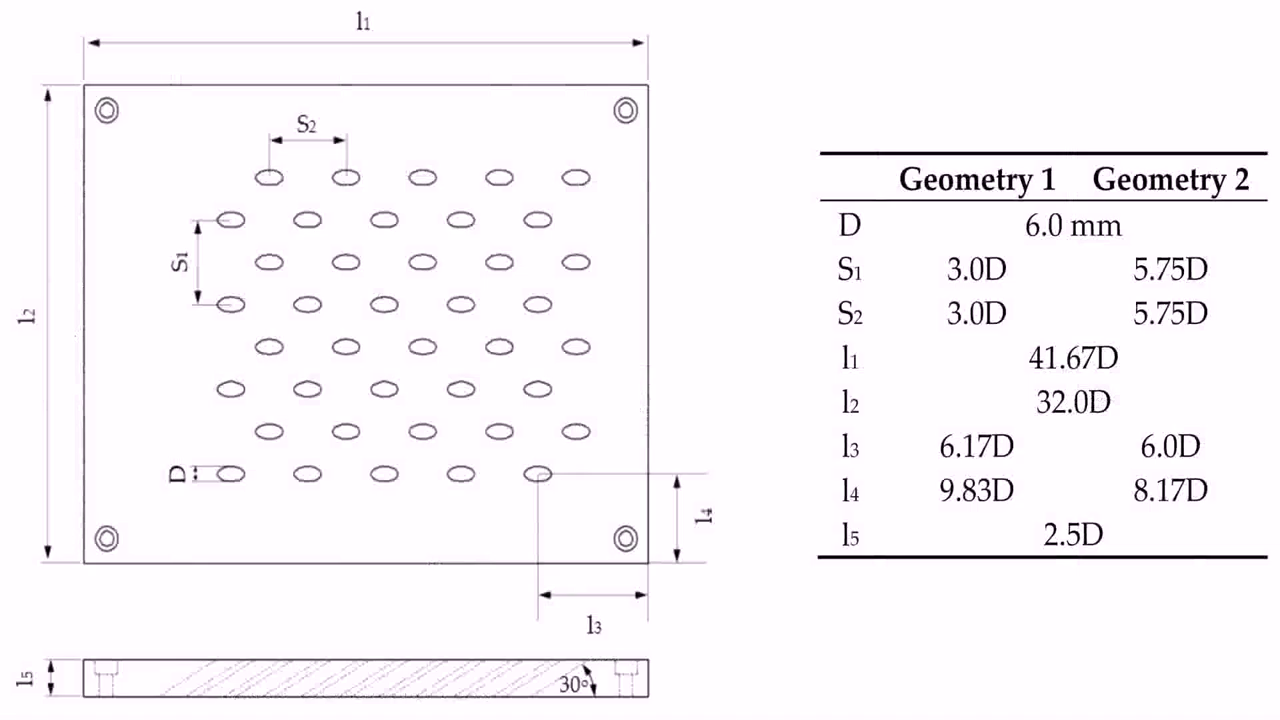 l1
S2
S1
l2
D
l4
l3
l5
30°
Geometry 1 Geometry 2
D 6.0 mm
S1 3.0D 5.75D
S2 3.0D 5.75D
l1 41.67D
l2 32.0D
l3 6.17D 6.0D
l4 9.83D 8.17D
l5 2.5D